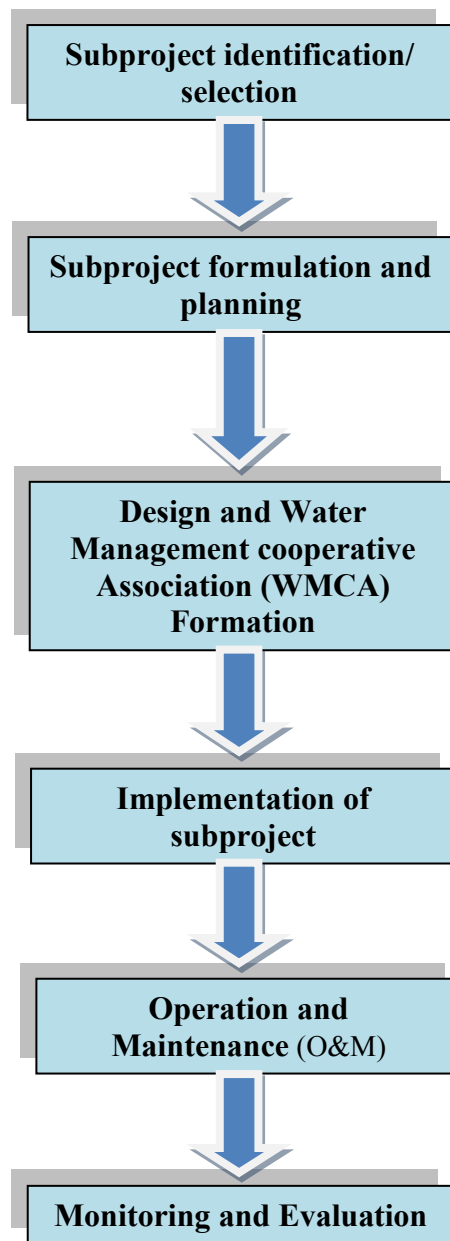 Subproject identification/
selection
Subproject formulation and
planning
Design and Water
Management cooperative
Association (WMCA)
Formation
Implementation of
subproject
Operation and
Maintenance (O&M)
Monitoring and Evaluation